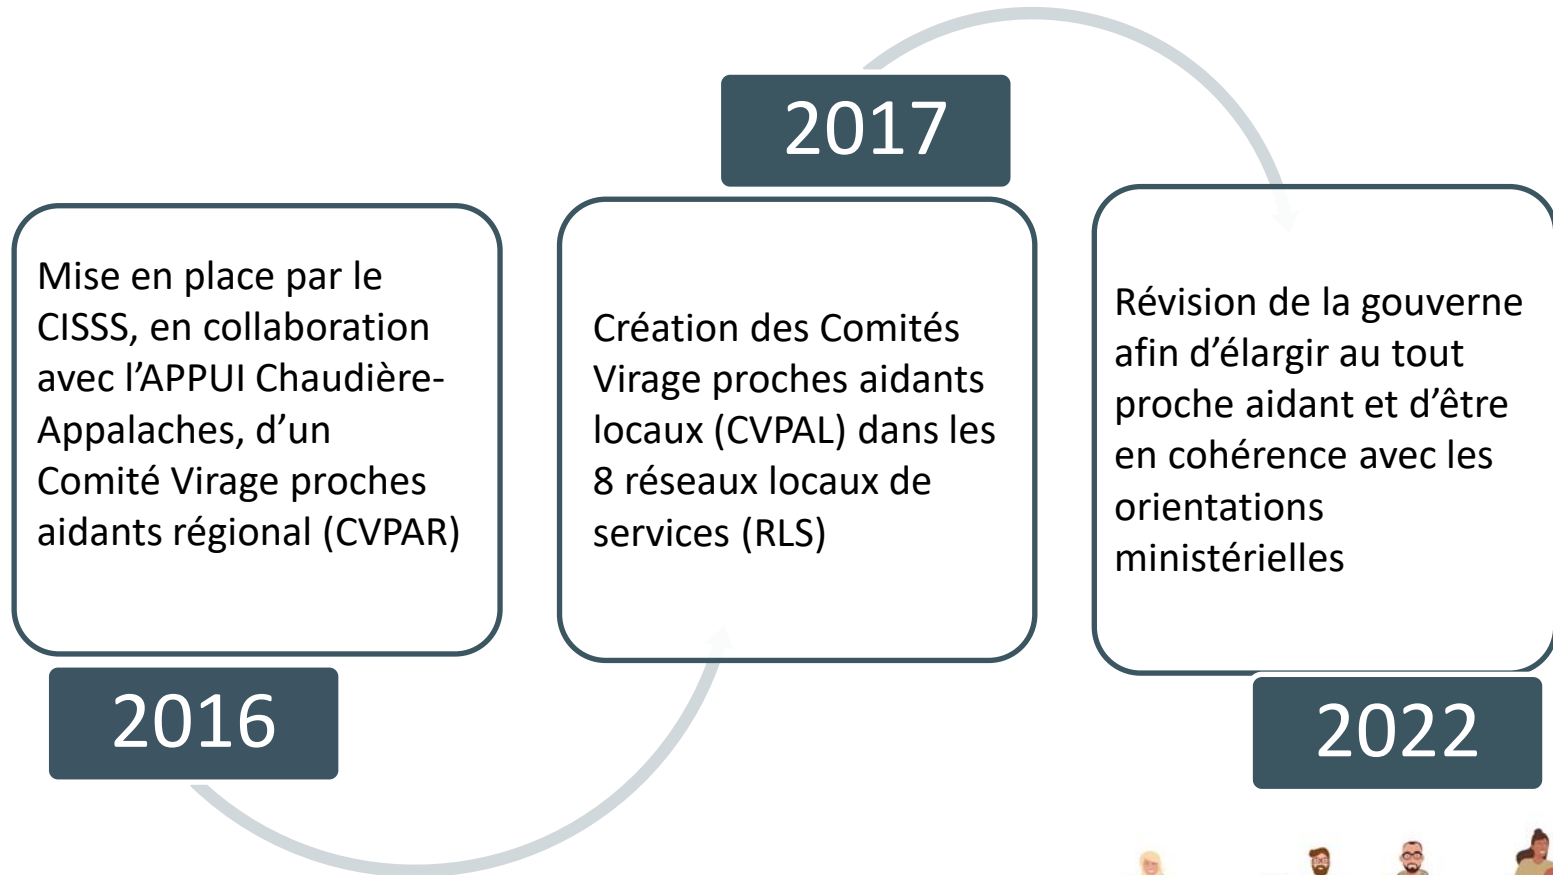 Mise en place par le
CISSS, en collaboration
avec l’APPUI Chaudière-
Appalaches, d’un
Comité Virage proches
aidants régional (CVPAR)
2016
2017
Création des Comités
Virage proches aidants
locaux (CVPAL) dans les
8 réseaux locaux de
services (RLS)
Révision de la gouverne
afin d’élargir au tout
proche aidant et d’être
en cohérence avec les
orientations
ministérielles
2022